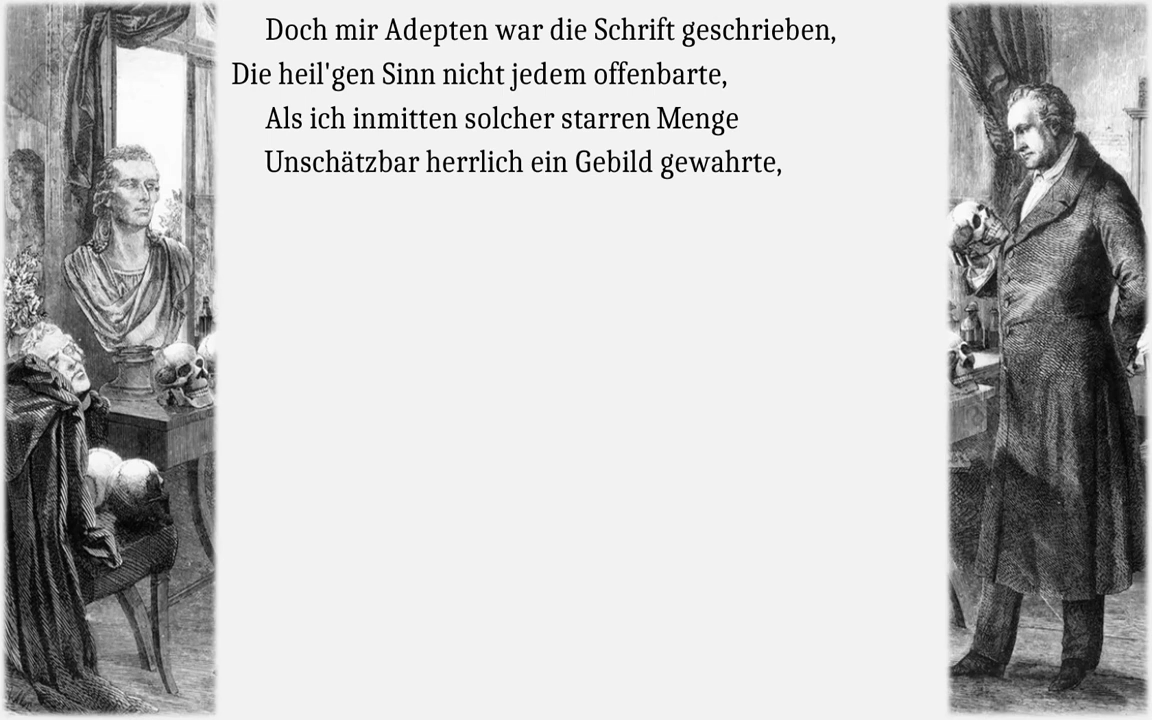 Doch mir Adepten war die Schrift geschrieben,
Die heil'gen Sinn nicht jedem offenbarte,
Als ich inmitten solcher starren Menge
Unschätzbar herrlich ein Gebild gewahrte,